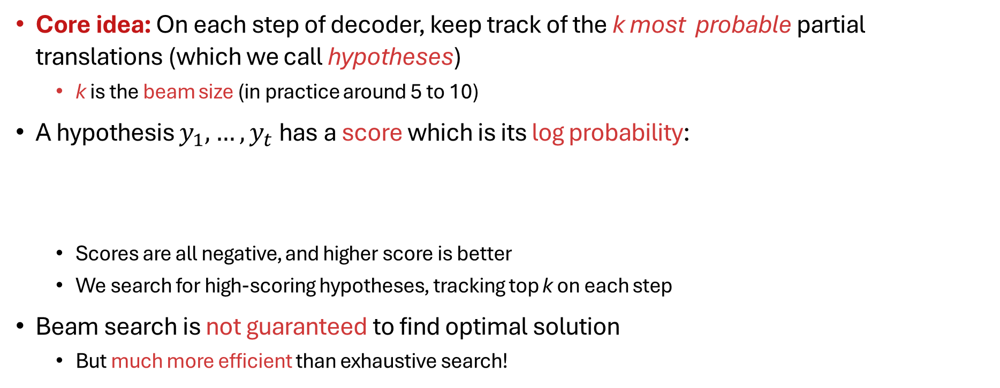 • Core idea: On each step of decoder, keep track of the k most probable partial
translations (which we call hypotheses)
• k is the beam size (in practice around 5 to 10)
• A hypothesis y₁, … , yₜ has a score which is its log probability:
• Scores are all negative, and higher score is better
• We search for high-scoring hypotheses, tracking top k on each step
• Beam search is not guaranteed to find optimal solution
• But much more efficient than exhaustive search!